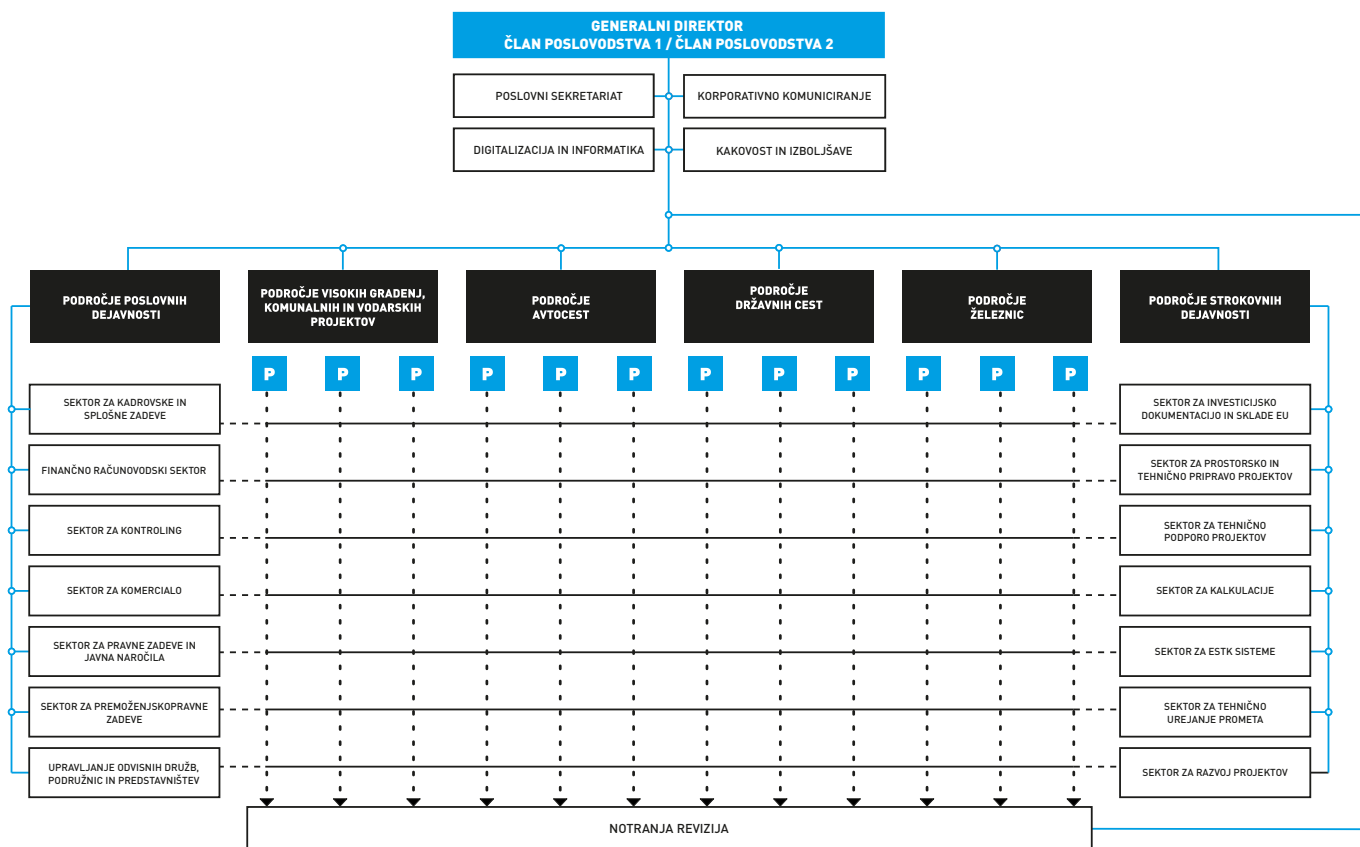 GENERALNI DIREKTOR
ČLAN POSLOVODSTVA 1 / ČLAN POSLOVODSTVA 2
POSLOVNI SEKRETARIAT
KORPORATIVNO KOMUNICIRANJE
DIGITALIZACIJA IN INFORMATIKA
KAKOVOST IN IZBOLJŠAVE
PODROČJE POSLOVNIH
DEJAVNOSTI
PODROČJE VISOKIH GRADENJ,
KOMUNALNIH IN VODARSKIH
PROJEKTOV
PODROČJE
AVTOCEST
PODROČJE
DRŽAVNIH CEST
PODROČJE
ŽELEZNIC
PODROČJE STROKOVNIH
DEJAVNOSTI
P P P P P P P P P P P P
SEKTOR ZA KADROVSKE IN
SPLOŠNE ZADEVE
FINANČNO RAČUNOVODSKI SEKTOR
SEKTOR ZA KONTROLING
SEKTOR ZA KOMERCIALO
SEKTOR ZA PRAVNE ZADEVE IN
JAVNA NAROČILA
SEKTOR ZA PREMOŽENJSKOPRAVNE
ZADEVE
UPRAVLJANJE ODVISNIH DRUŽB,
PODRUŽNIC IN PREDSTAVNIŠTEV
SEKTOR ZA INVESTICIJSKO
DOKUMENTACIJO IN SKLADE EU
SEKTOR ZA PROSTORSKO IN
TEHNIČNO PRIPRAVO PROJEKTOV
SEKTOR ZA TEHNIČNO
PODPORO PROJEKTOV
SEKTOR ZA KALKULACIJE
SEKTOR ZA ESTK SISTEME
SEKTOR ZA TEHNIČNO
UREJANJE PROMETA
SEKTOR ZA RAZVOJ PROJEKTOV
NOTRANJA REVIZIJA